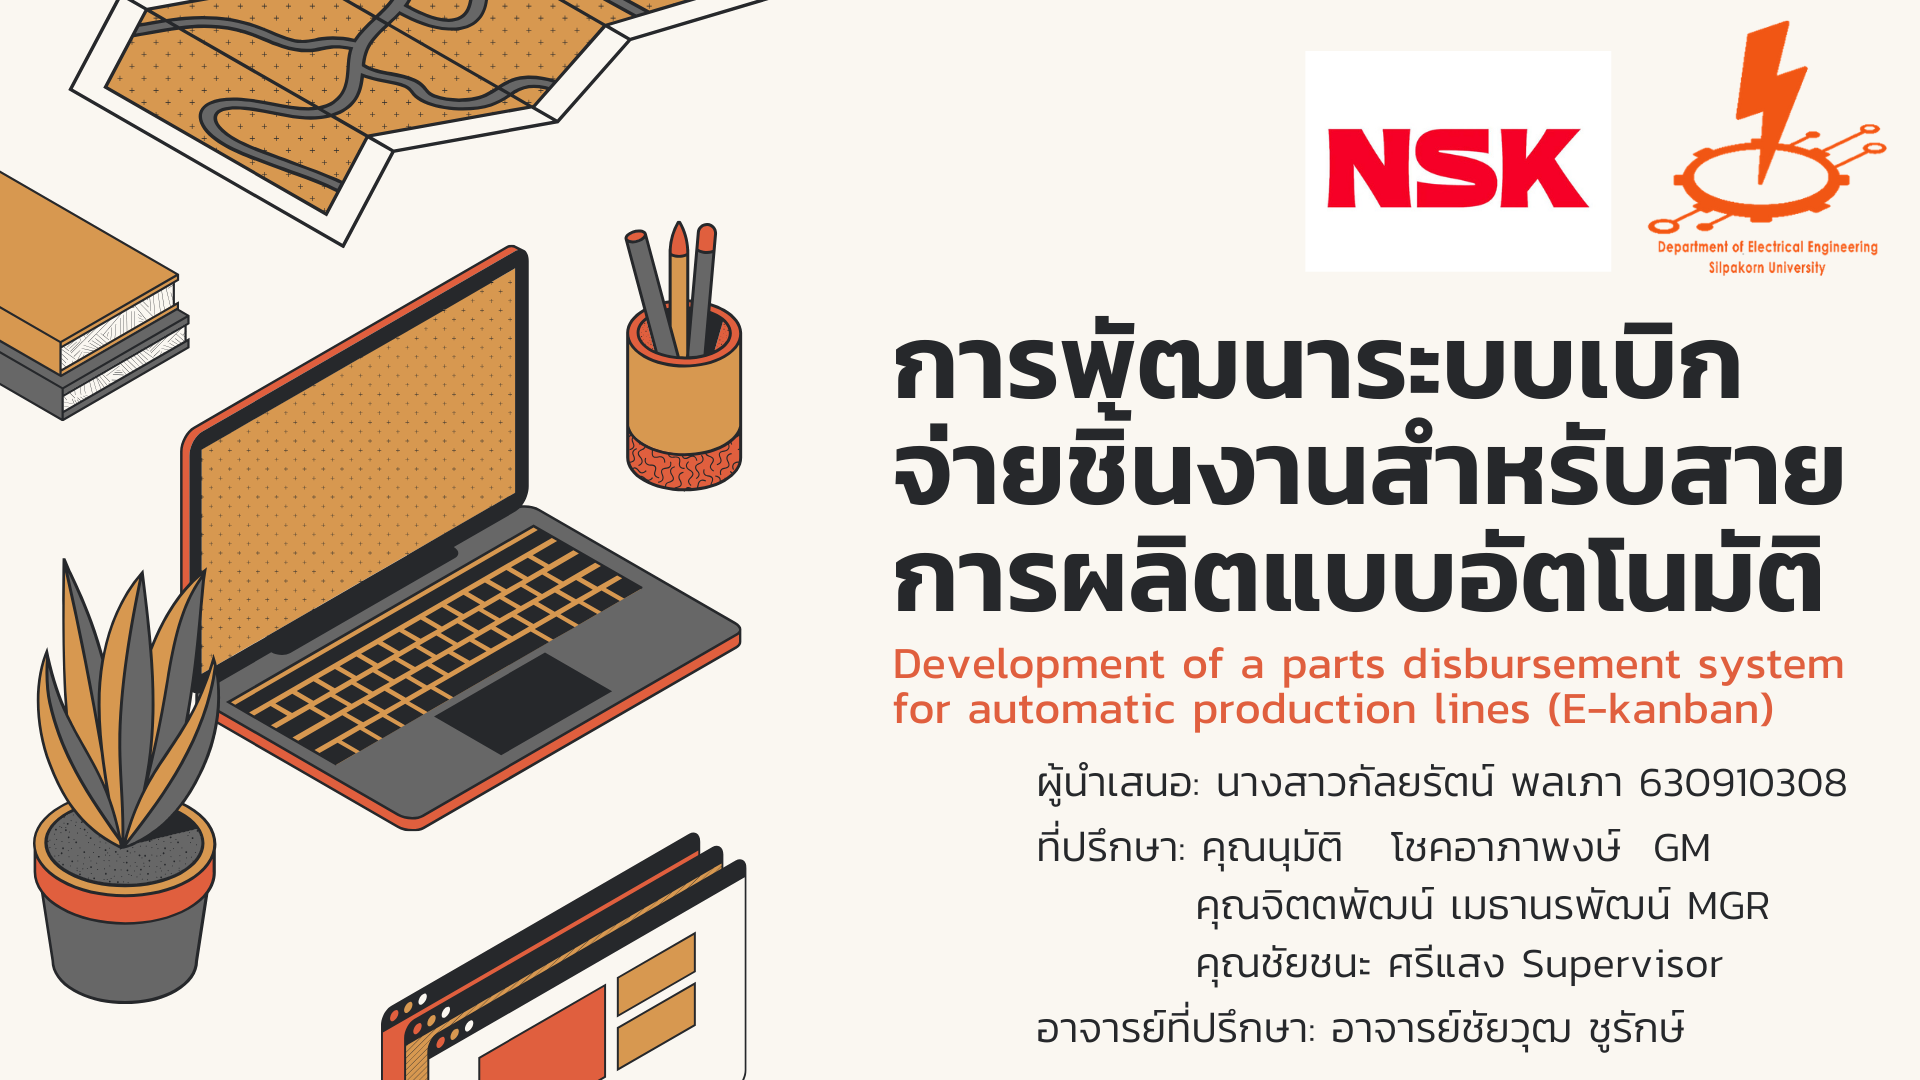 NSK
Department of Electrical Engineering
Silpakorn University
การพัฒนาระบบเบิก
จ่ายชิ้นงานสำหรับสาย
การผลิตแบบอัตโนมัติ
Development of a parts disbursement system
for automatic production lines (E-kanban)
ผู้นำเสนอ: นางสาวกัลยรัตน์ พลเภา 630910308
ที่ปรึกษา: คุณนุมัติ โชคอาภาพงษ์ GM
คุณจิตตพัฒน์ เมธานรพัฒน์ MGR
คุณชัยชนะ ศรีแสง Supervisor
อาจารย์ที่ปรึกษา: อาจารย์ชัยวุฒ ชูรักษ์